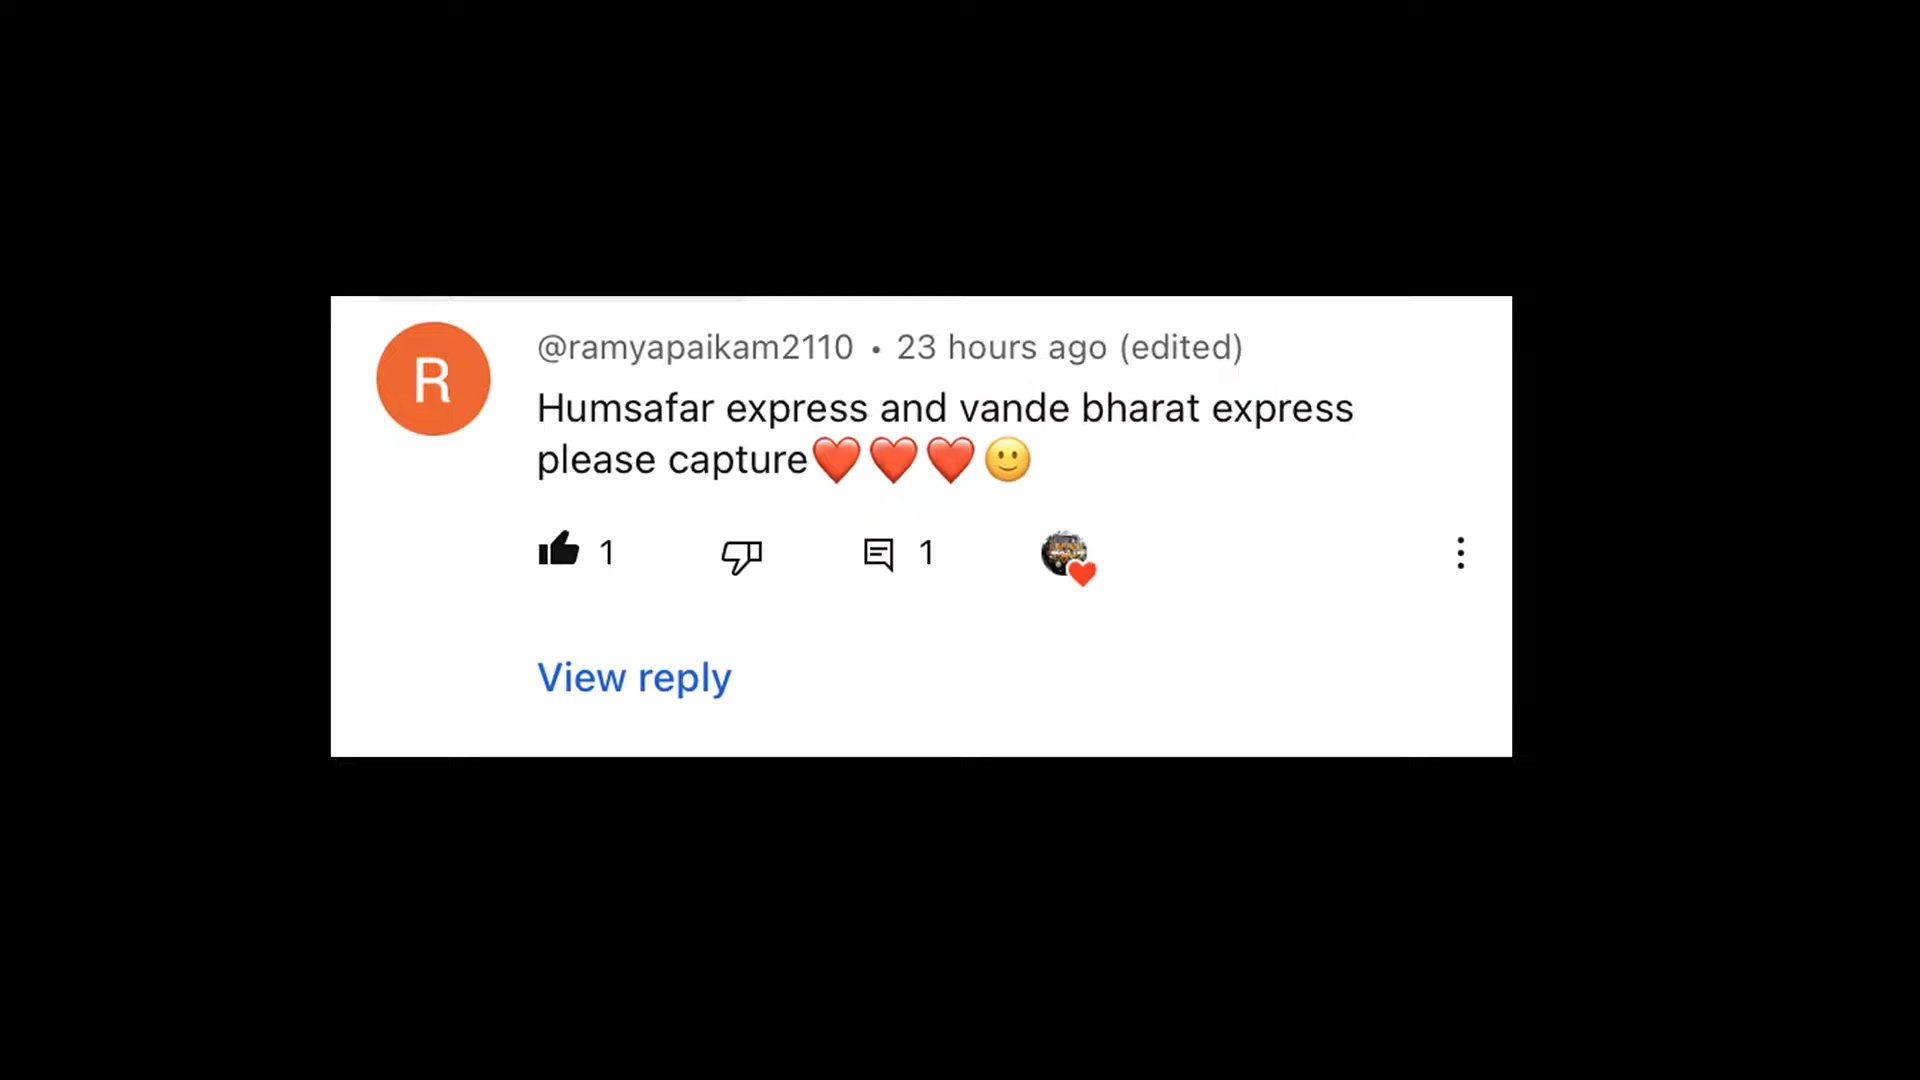 R
@ramyapaikam2110 • 23 hours ago (edited)
Humsafar express and vande bharat express
please capture❤️❤️❤️🙂
1 1
View reply